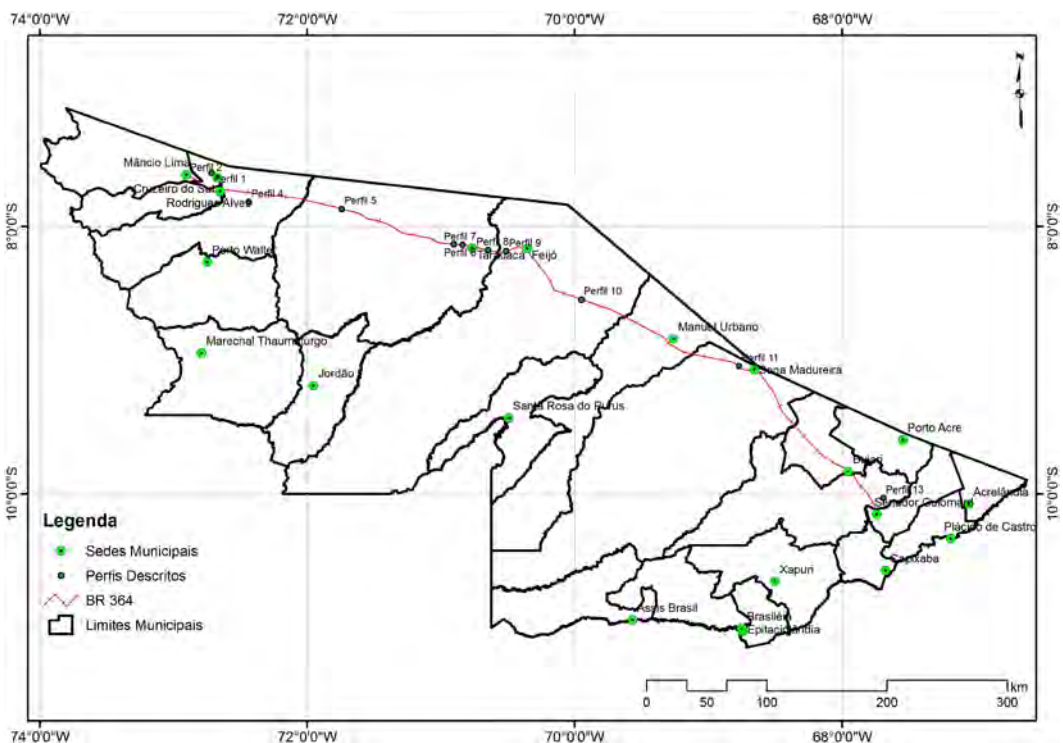 74°0'0"W
72°0'0"W
70°0'0"W
68°0'0"W
N
Mâncio Lima
Perfil 2
Perfil 1
Cruzeiro do Sul
Rodrigues Alves
Perfil 4
Perfil 5
8°0'0"S
8°0'0"S
Perfil 7
Perfil 8
Perfil 9
Perfil 6
Tarauacá
Feijó
Porto Walter
Perfil 10
Manuel Urbano
Marechal Thaumaturgo
Perfil 11
Sena Madureira
Jordão
Santa Rosa do Purus
Porto Acre
Bujari
10°0'0"S
10°0'0"S
Perfil 13
Acrelândia
Senador Guiomard
Plácido de Castro
Legenda
Sedes Municipais
Perfis Descritos
BR 364
Limites Municipais
Xapuri
Capixaba
Assis Brasil
Brasiléia
Epitaciolândia
km
0
50
100
200
300
74°0'0"W
72°0'0"W
70°0'0"W
68°0'0"W